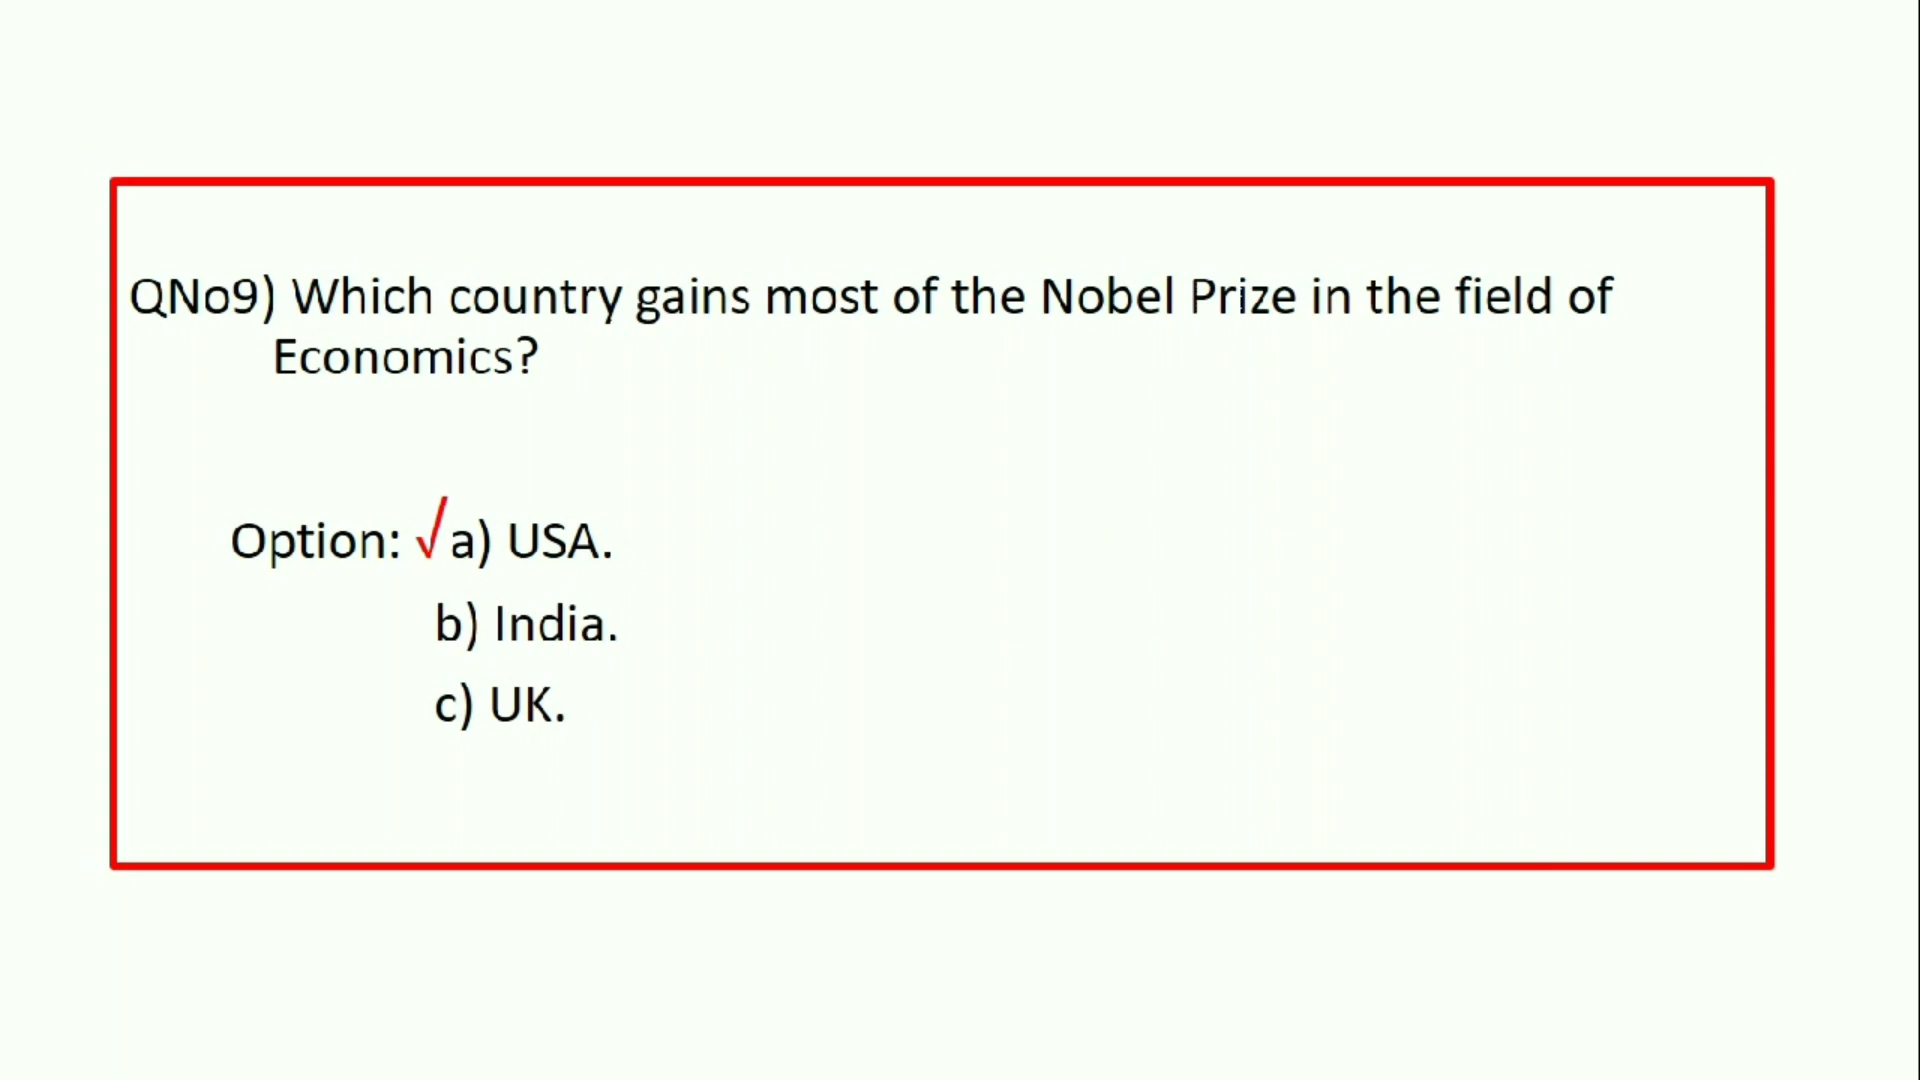 QNo9) Which country gains most of the Nobel Prize in the field of
Economics?
Option: √a) USA.
b) India.
c) UK.